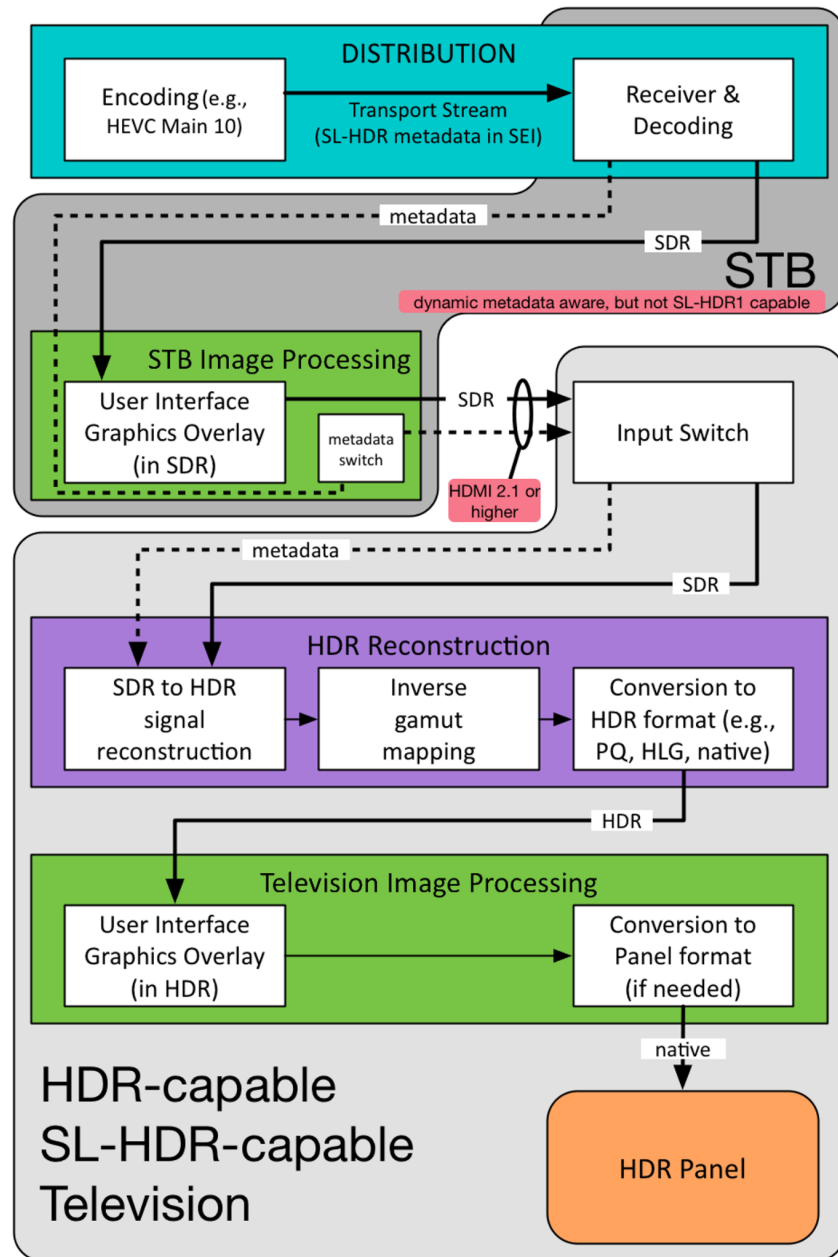 DISTRIBUTION
Encoding (e.g.,
HEVC Main 10)
Transport Stream
(SL-HDR metadata in SEI)
Receiver &
Decoding
metadata
SDR
STB
dynamic metadata aware, but not SL-HDR1 capable
STB Image Processing
User Interface
Graphics Overlay
(in SDR)
metadata
switch
SDR
HDMI 2.1 or
higher
Input Switch
metadata
SDR
HDR Reconstruction
SDR to HDR
signal
reconstruction
Inverse
gamut
mapping
Conversion to
HDR format (e.g.,
PQ, HLG, native)
HDR
Television Image Processing
User Interface
Graphics Overlay
(in HDR)
Conversion to
Panel format
(if needed)
native
HDR-capable
SL-HDR-capable
Television
HDR Panel